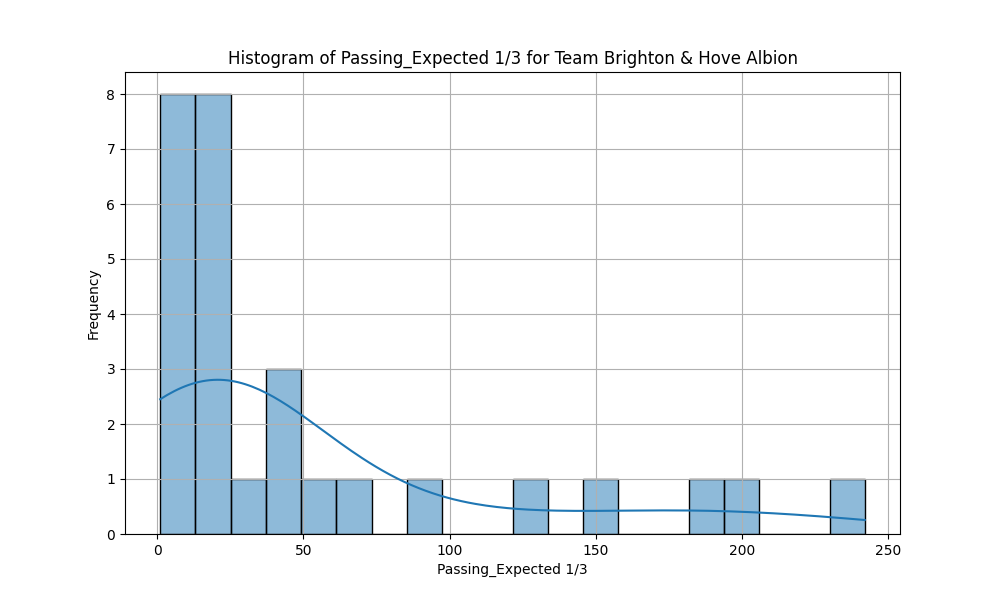 Histogram of Passing_Expected 1/3 for Team Brighton & Hove Albion
8
7
6
5
4
3
2
1
0
Frequency
0 50 100 150 200 250
Passing_Expected 1/3